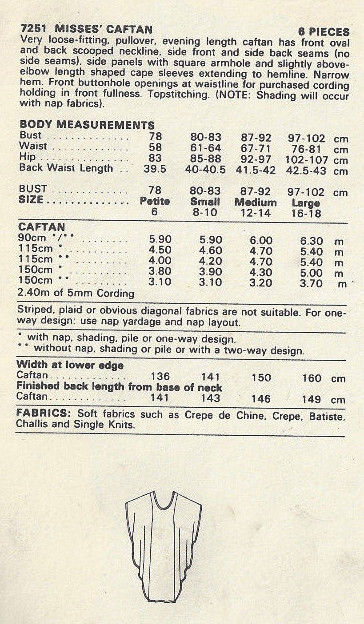 7251 MISSES' CAFTAN 6 PIECES
Very loose-fitting, pullover, evening length caftan has front oval
and back scooped neckline, side front and side back seams (no
side seams), side panels with square armhole and slightly above-
elbow length shaped cape sleeves extending to hemline. Narrow
hem. Front buttonhole openings at waistline for purchased cording
holding in front fullness. Topstitching. (NOTE: Shading will occur
with nap fabrics).
BODY MEASUREMENTS
Bust ........... 78 80-83 87-92 97-102 cm
Waist ........... 58 61-64 67-71 76-81 cm
Hip ........... 83 85-88 92-97 102-107 cm
Back Waist Length .. 39.5 40-40.5 41.5-42 42.5-43 cm
BUST ........... 78 80-83 87-92 97-102 cm
SIZE ........... Petite Small Medium Large
6 8-10 12-14 16-18
CAFTAN
90cm */** ........... 5.90 5.90 6.00 6.30 m
115cm * ........... 4.50 4.60 4.70 5.40 m
115cm ** ........... 4.00 4.20 4.70 5.40 m
150cm * ........... 3.80 3.90 4.30 5.00 m
150cm ** ........... 3.10 3.10 3.20 3.70 m
2.40m of 5mm Cording
Striped, plaid or obvious diagonal fabrics are not suitable. For one-
way design: use nap yardage and nap layout.
* with nap, shading, pile or one-way design.
** without nap, shading or pile or with a two-way design.
Width at lower edge
Caftan ........... 136 141 150 160 cm
Finished back length from base of neck
Caftan ........... 141 143 146 149 cm
FABRICS: Soft fabrics such as Crepe de Chine, Crepe, Batiste,
Challis and Single Knits.